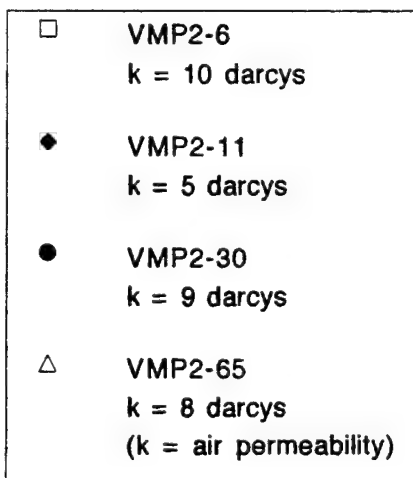 VMP2-6
k = 10 darcys
VMP2-11
k = 5 darcys
VMP2-30
k = 9 darcys
VMP2-65
k = 8 darcys
(k = air permeability)